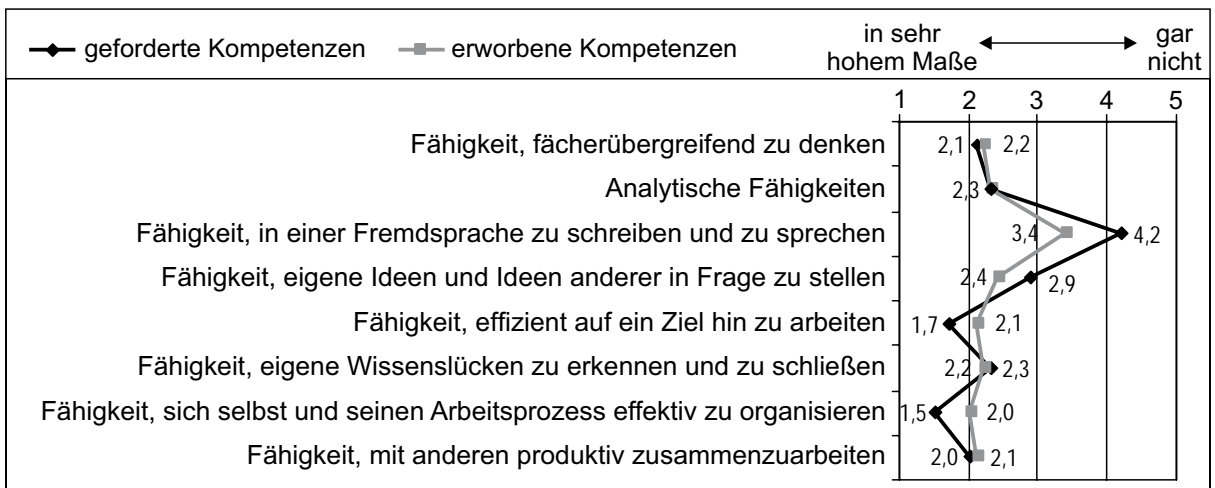 geforderte Kompetenzen erworbene Kompetenzen in sehr hohem Maße gar nicht
1 2 3 4 5
Fähigkeit, fächerübergreifend zu denken 2,1 2,2
Analytische Fähigkeiten 2,3
Fähigkeit, in einer Fremdsprache zu schreiben und zu sprechen 3,4 4,2
Fähigkeit, eigene Ideen und Ideen anderer in Frage zu stellen 2,4 2,9
Fähigkeit, effizient auf ein Ziel hin zu arbeiten 1,7 2,1
Fähigkeit, eigene Wissenslücken zu erkennen und zu schließen 2,2 2,3
Fähigkeit, sich selbst und seinen Arbeitsprozess effektiv zu organisieren 1,5 2,0
Fähigkeit, mit anderen produktiv zusammenzuarbeiten 2,0 2,1